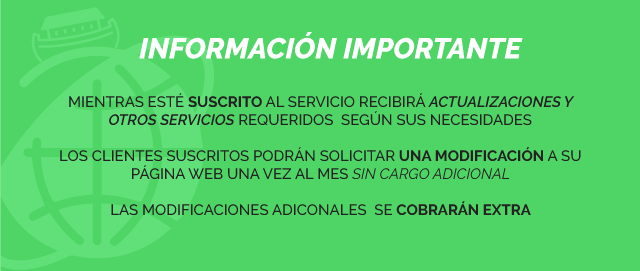 INFORMACIÓN IMPORTANTE
MIENTRAS ESTÉ SUSCRITO AL SERVICIO RECIBIRÁ ACTUALIZACIONES Y
OTROS SERVICIOS REQUERIDOS SEGÚN SUS NECESIDADES
LOS CLIENTES SUSCRITOS PODRÁN SOLICITAR UNA MODIFICACIÓN A SU
PÁGINA WEB UNA VEZ AL MES SIN CARGO ADICIONAL
LAS MODIFICACIONES ADICONALES SE COBRARÁN EXTRA